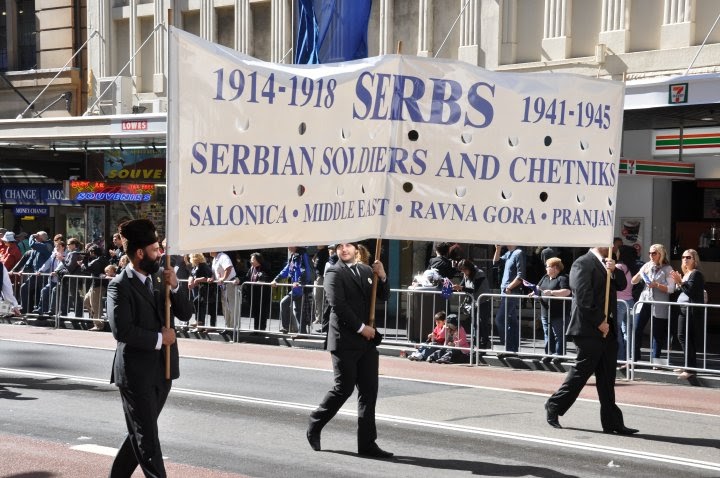 1914-1918 SERBS 1941-1945
SERBIAN SOLDIERS AND CHETNIKS
SALONICA • MIDDLE EAST • RAVNA GORA • PRANJANI
LOWES
SOUVE
SOUVENIRS
CHANGE
CHANGE
7